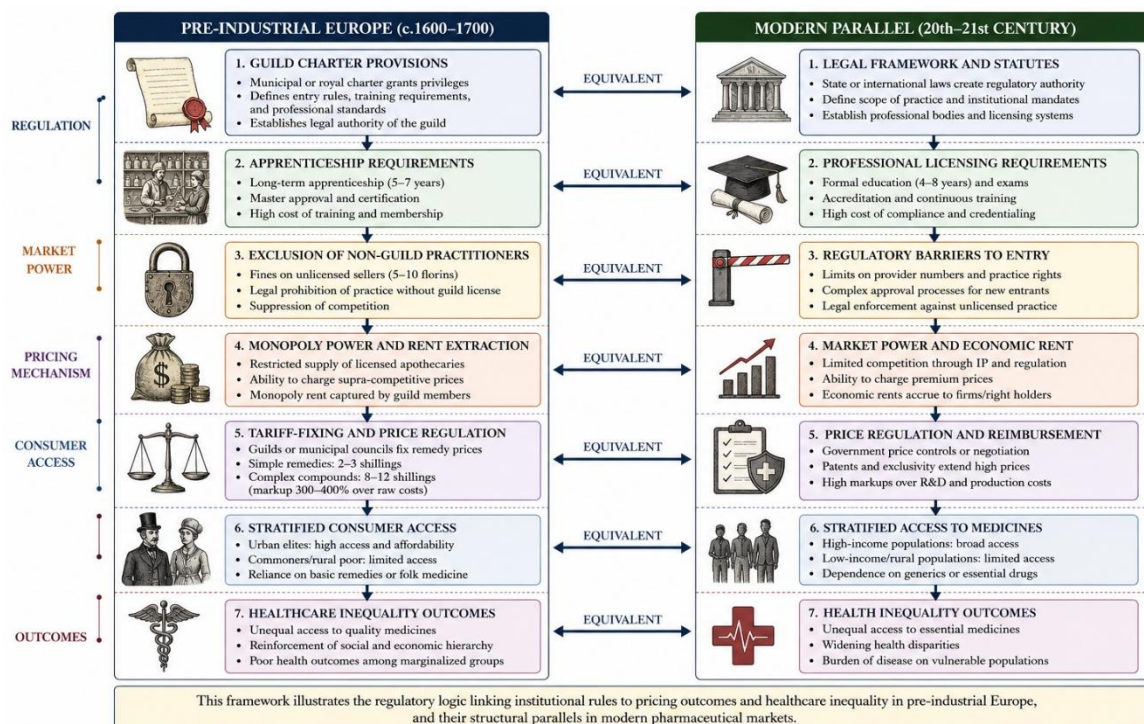 PRE-INDUSTRIAL EUROPE (c.1600–1700)
MODERN PARALLEL (20th–21st CENTURY)
REGULATION
1. GUILD CHARTER PROVISIONS
• Municipal or royal charter grants privileges
• Defines entry rules, training requirements,
and professional standards
• Establishes legal authority of the guild
EQUIVALENT
1. LEGAL FRAMEWORK AND STATUTES
• State or international laws create regulatory authority
• Define scope of practice and institutional mandates
• Establish professional bodies and licensing systems
2. APPRENTICESHIP REQUIREMENTS
• Long-term apprenticeship (5–7 years)
• Master approval and certification
• High cost of training and membership
EQUIVALENT
2. PROFESSIONAL LICENSING REQUIREMENTS
• Formal education (4–8 years) and exams
• Accreditation and continuous training
• High cost of compliance and credentialing
MARKET
POWER
3. EXCLUSION OF NON-GUILD PRACTITIONERS
• Fines on unlicensed sellers (5–10 florins)
• Legal prohibition of practice without guild license
• Suppression of competition
EQUIVALENT
3. REGULATORY BARRIERS TO ENTRY
• Limits on provider numbers and practice rights
• Complex approval processes for new entrants
• Legal enforcement against unlicensed practice
PRICING
MECHANISM
$
4. MONOPOLY POWER AND RENT EXTRACTION
• Restricted supply of licensed apothecaries
• Ability to charge supra-competitive prices
• Monopoly rent captured by guild members
EQUIVALENT
4. MARKET POWER AND ECONOMIC RENT
• Limited competition through IP and regulation
• Ability to charge premium prices
• Economic rents accrue to firms/right holders
CONSUMER
ACCESS
5. TARIFF-FIXING AND PRICE REGULATION
• Guilds or municipal councils fix remedy prices
• Simple remedies: 2–3 shillings
• Complex compounds: 8–12 shillings
(markup 300–400% over raw costs)
EQUIVALENT
5. PRICE REGULATION AND REIMBURSEMENT
• Government price controls or negotiation
• Patents and exclusivity extend high prices
• High markups over R&D and production costs
6. STRATIFIED CONSUMER ACCESS
• Urban elites: high access and affordability
• Commoners/rural poor: limited access
• Reliance on basic remedies or folk medicine
EQUIVALENT
6. STRATIFIED ACCESS TO MEDICINES
• High-income populations: broad access
• Low-income/rural populations: limited access
• Dependence on generics or essential drugs
OUTCOMES
7. HEALTHCARE INEQUALITY OUTCOMES
• Unequal access to quality medicines
• Reinforcement of social and economic hierarchy
• Poor health outcomes among marginalized groups
EQUIVALENT
7. HEALTH INEQUALITY OUTCOMES
• Unequal access to essential medicines
• Widening health disparities
• Burden of disease on vulnerable populations
This framework illustrates the regulatory logic linking institutional rules to pricing outcomes and healthcare inequality in pre-industrial Europe,
and their structural parallels in modern pharmaceutical markets.